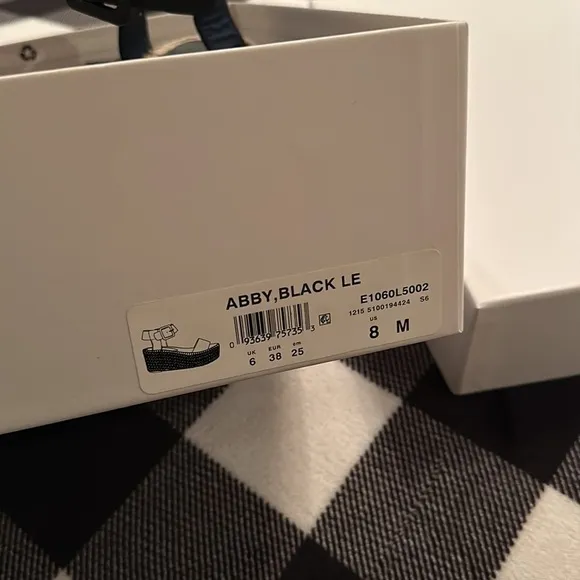 ABBY,BLACK LE
E1060L5002
1215 5100194424 S6
0 93639 75735 3
UK EUR cm US
6 38 25 8 M